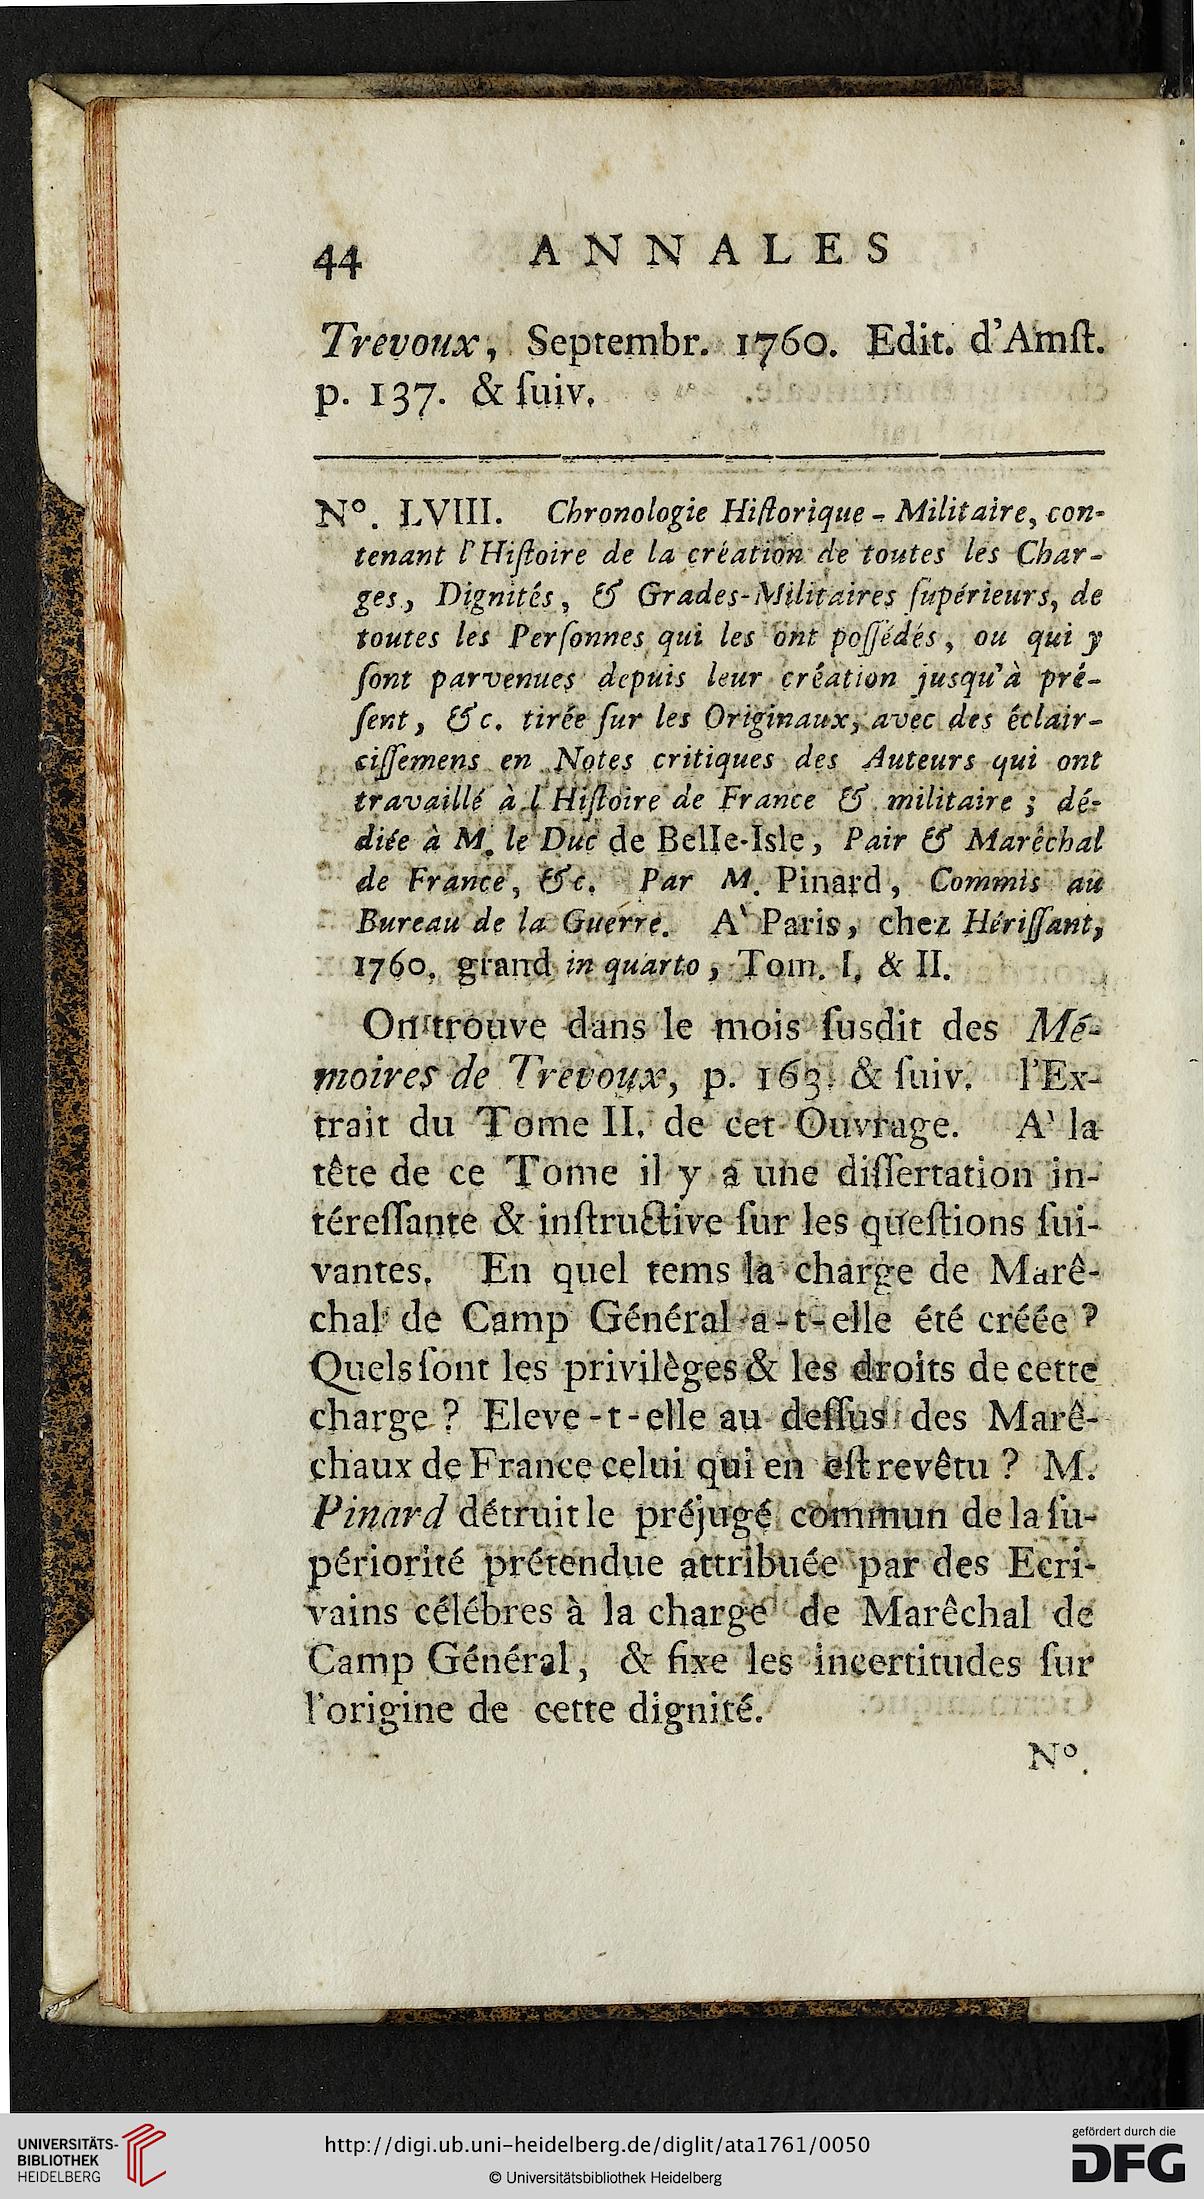 44 ANNALES
Trevoux, Septembr. 1760. Edit. d'Amſt.
p. 137. & ſuiv.
N°. LVIII. Chronologie Hiſtorique-Militaire, con-
tenant l'Hiſtoire de la création de toutes les Char-
ges, Dignités, & Grades-Militaires ſupérieurs, de
toutes les Perſonnes qui les ont poſſédés, ou qui y
ſont parvenues depuis leur création jusqu'à pré-
ſent, &c. tirée ſur les Originaux, avec des éclair-
ciſſemens en Notes critiques des Auteurs qui ont
travaillé à l'Hiſtoire de France & militaire ; dé-
diée à M. le Duc de Belle-Isle, Pair & Marêchal
de France, &c. Par M. Pinard, Commis au
Bureau de la Guerre. A' Paris, chez Hériſſant,
1760. grand in quarto, Tom. I. & II.
On trouve dans le mois ſusdit des Mé-
moires de Trevoux, p. 163. & ſuiv. l'Ex-
trait du Tome II. de cet Ouvrage. A' la
tête de ce Tome il y a une diſſertation in-
téreſſante & inſtructive ſur les queſtions ſui-
vantes. En quel tems la charge de Marê-
chal de Camp Général a-t-elle été créée ?
Quels ſont les privilèges & les droits de cette
charge ? Eleve-t-elle au deſſus des Marê-
chaux de France celui qui en eſt revêtu ? M.
Pinard détruit le préjugé commun de la ſu-
périorité prétendue attribuée par des Ecri-
vains célébres à la charge de Marêchal de
Camp Général, & fixe les incertitudes ſur
l'origine de cette dignité.
N°.
UNIVERSITÄTS-
BIBLIOTHEK
HEIDELBERG
http://digi.ub.uni-heidelberg.de/diglit/ata1761/0050
© Universitätsbibliothek Heidelberg
gefördert durch die
DFG